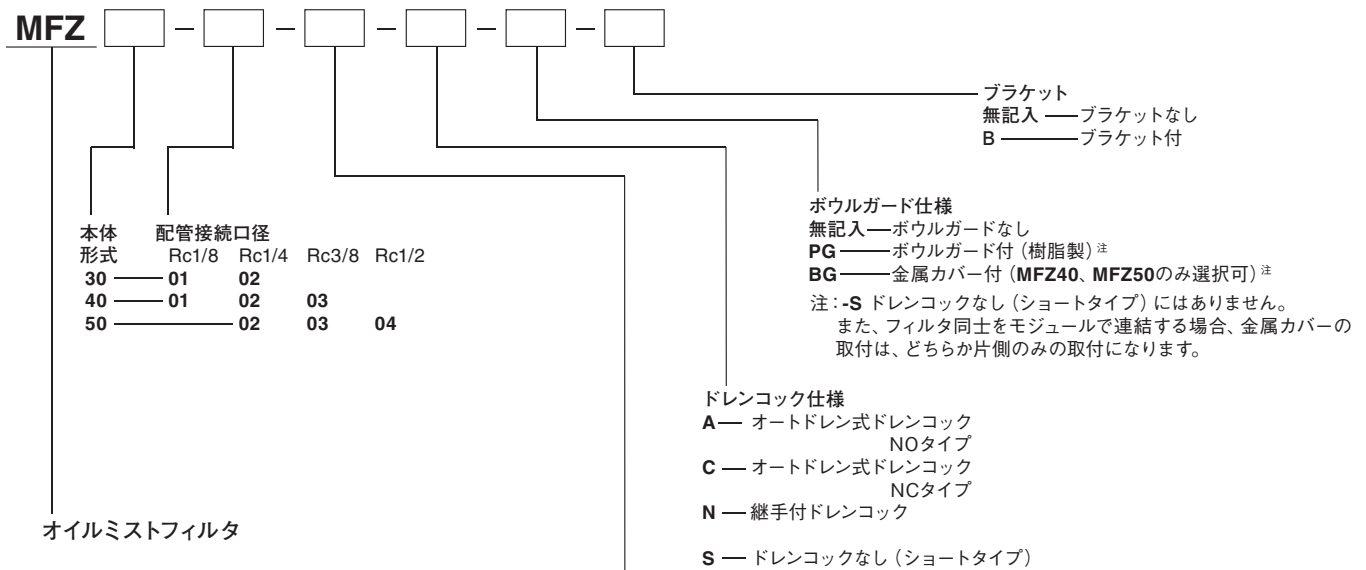 MFZ － － － － －
ブラケット
無記入 ── ブラケットなし
B ── ブラケット付
ボウルガード仕様
無記入 ─ ボウルガードなし
PG ── ボウルガード付（樹脂製）注
BG ── 金属カバー付（MFZ40、MFZ50のみ選択可）注
注：-S ドレンコックなし（ショートタイプ）にはありません。
また、フィルタ同士をモジュールで連結する場合、金属カバーの
取付は、どちらか片側のみの取付になります。
本体 配管接続口径
形式 Rc1/8 Rc1/4 Rc3/8 Rc1/2
30 ── 01 02
40 ── 01 02 03
50 ── 02 03 04
ドレンコック仕様
A ─ オートドレン式ドレンコック
NOタイプ
C ─ オートドレン式ドレンコック
NCタイプ
N ─ 継手付ドレンコック
S ─ ドレンコックなし（ショートタイプ）
オイルミストフィルタ